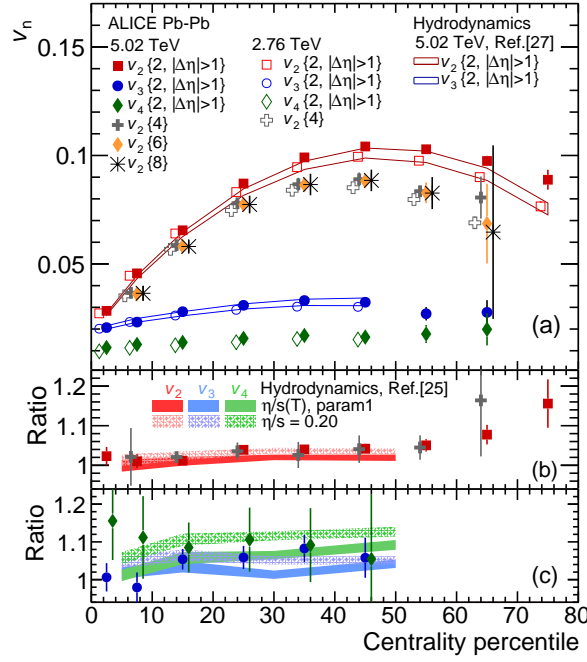 v_n
0.15
0.1
0.05
ALICE Pb-Pb
5.02 TeV
v_2{2, |Δη|>1}
v_3{2, |Δη|>1}
v_4{2, |Δη|>1}
v_2{4}
v_2{6}
v_2{8}
2.76 TeV
v_2{2, |Δη|>1}
v_3{2, |Δη|>1}
v_4{2, |Δη|>1}
v_2{4}
Hydrodynamics
5.02 TeV, Ref.[27]
v_2{2, |Δη|>1}
v_3{2, |Δη|>1}
(a)
Ratio
1.2
1.1
1
v_2 v_3 v_4 Hydrodynamics, Ref.[25]
η/s(T), param1
η/s = 0.20
(b)
Ratio
1.2
1.1
1
(c)
0 10 20 30 40 50 60 70 80
Centrality percentile